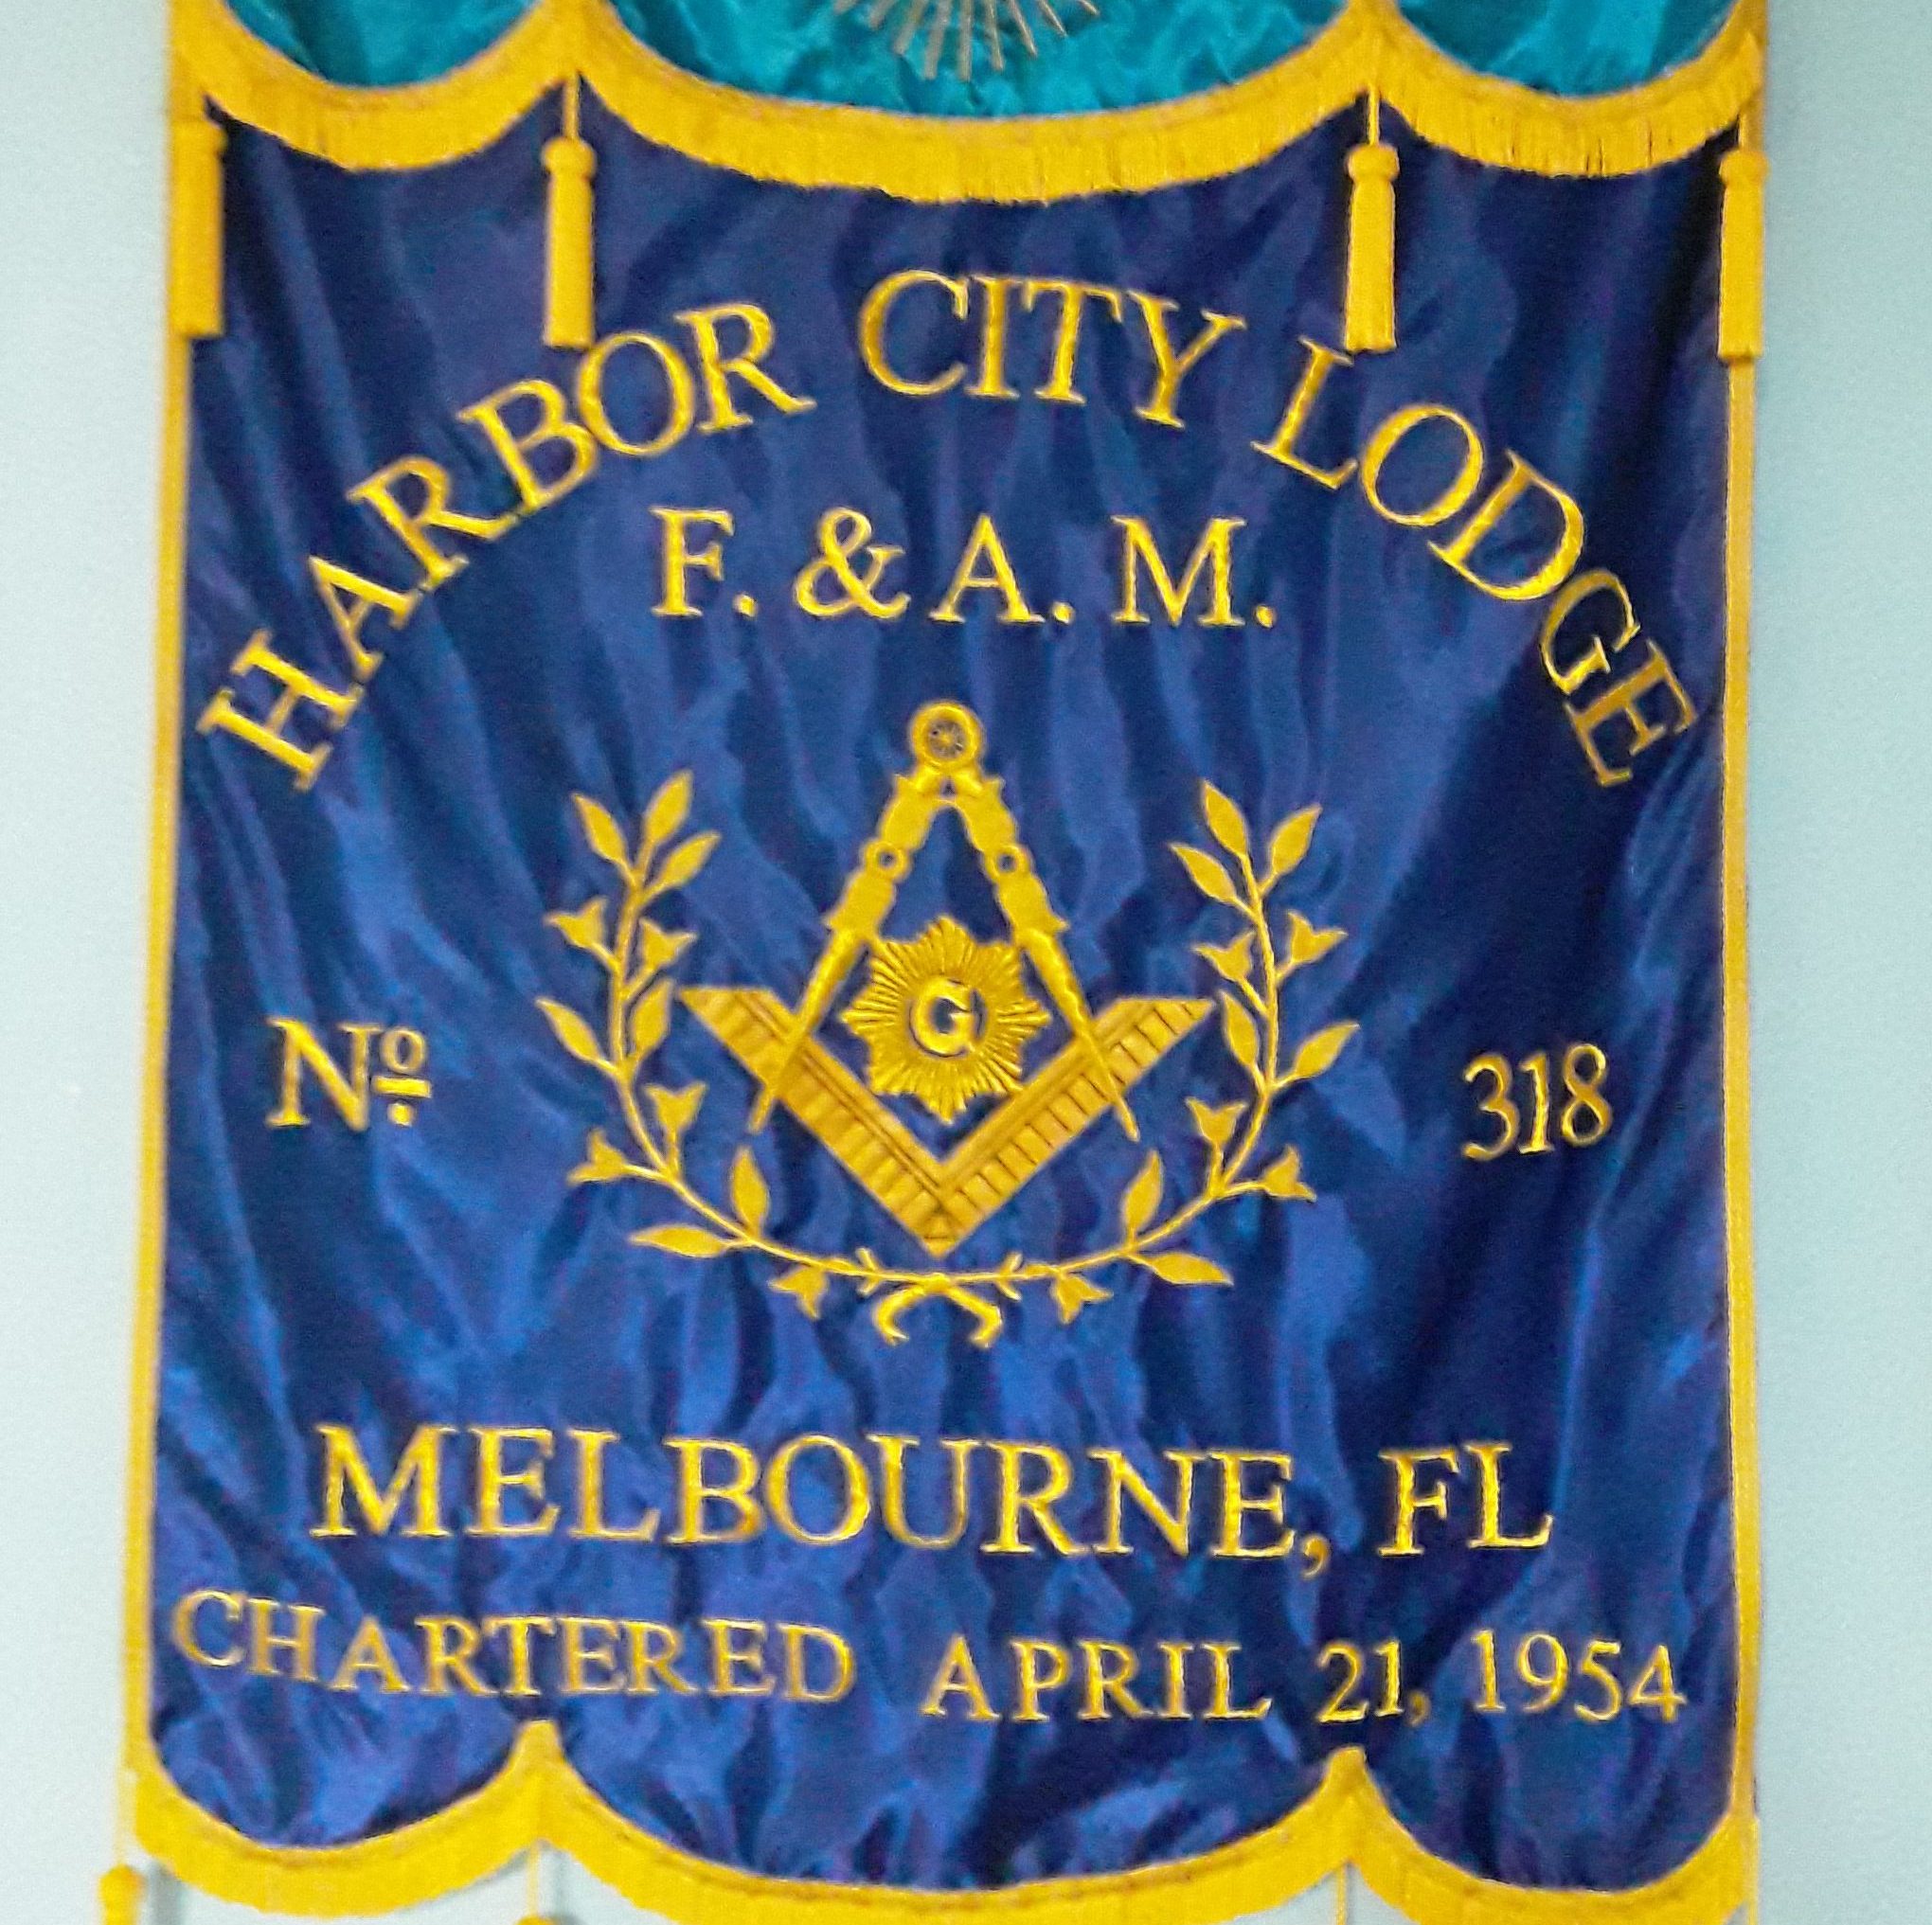 HARBOR CITY LODGE
F. & A. M.
G
Nº 318
MELBOURNE, FL
CHARTERED APRIL 21, 1954